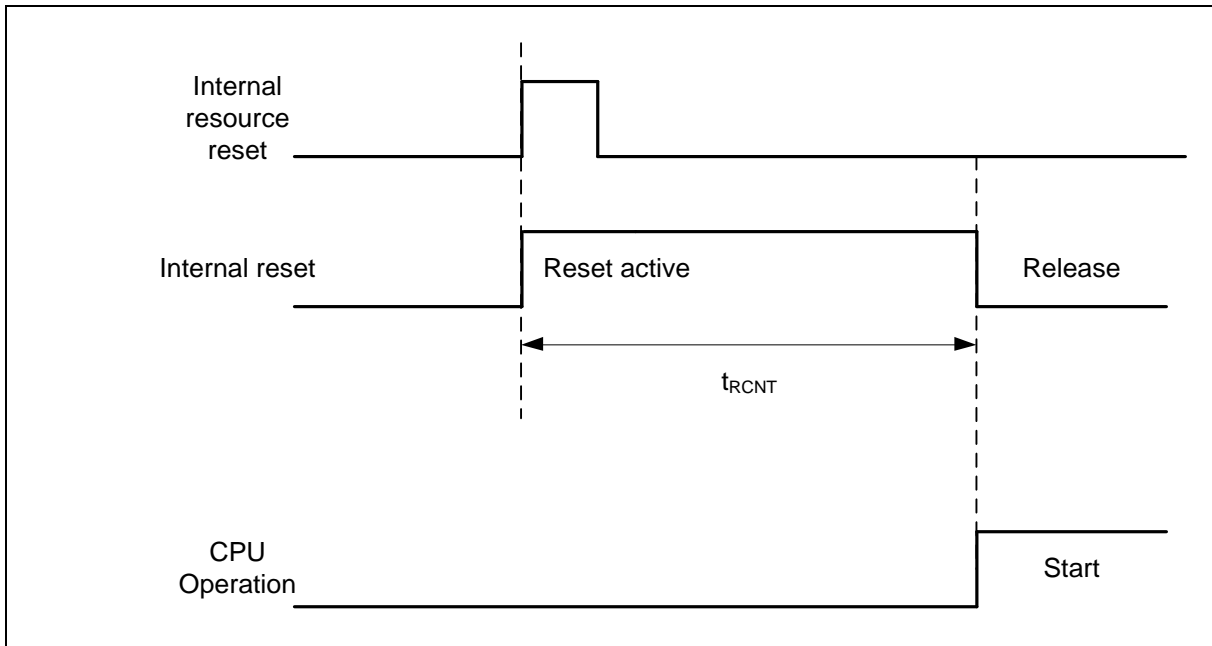 Internal
resource
reset
Internal reset
Reset active
Release
tRCNT
CPU
Operation
Start